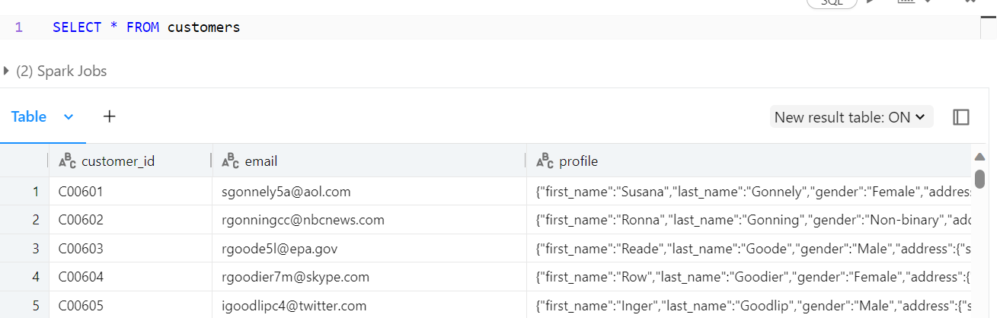 SQL
1 SELECT * FROM customers
(2) Spark Jobs
Table
New result table: ON
customer_id email profile
1 C00601 sgonnely5a@aol.com {"first_name":"Susana","last_name":"Gonnely","gender":"Female","address
2 C00602 rgonningcc@nbcnews.com {"first_name":"Ronna","last_name":"Gonning","gender":"Non-binary","add
3 C00603 rgoode5l@epa.gov {"first_name":"Reade","last_name":"Goode","gender":"Male","address":{"s
4 C00604 rgoodier7m@skype.com {"first_name":"Row","last_name":"Goodier","gender":"Female","address":{
5 C00605 igoodlipc4@twitter.com {"first_name":"Inger","last_name":"Goodlip","gender":"Male","address":{"s